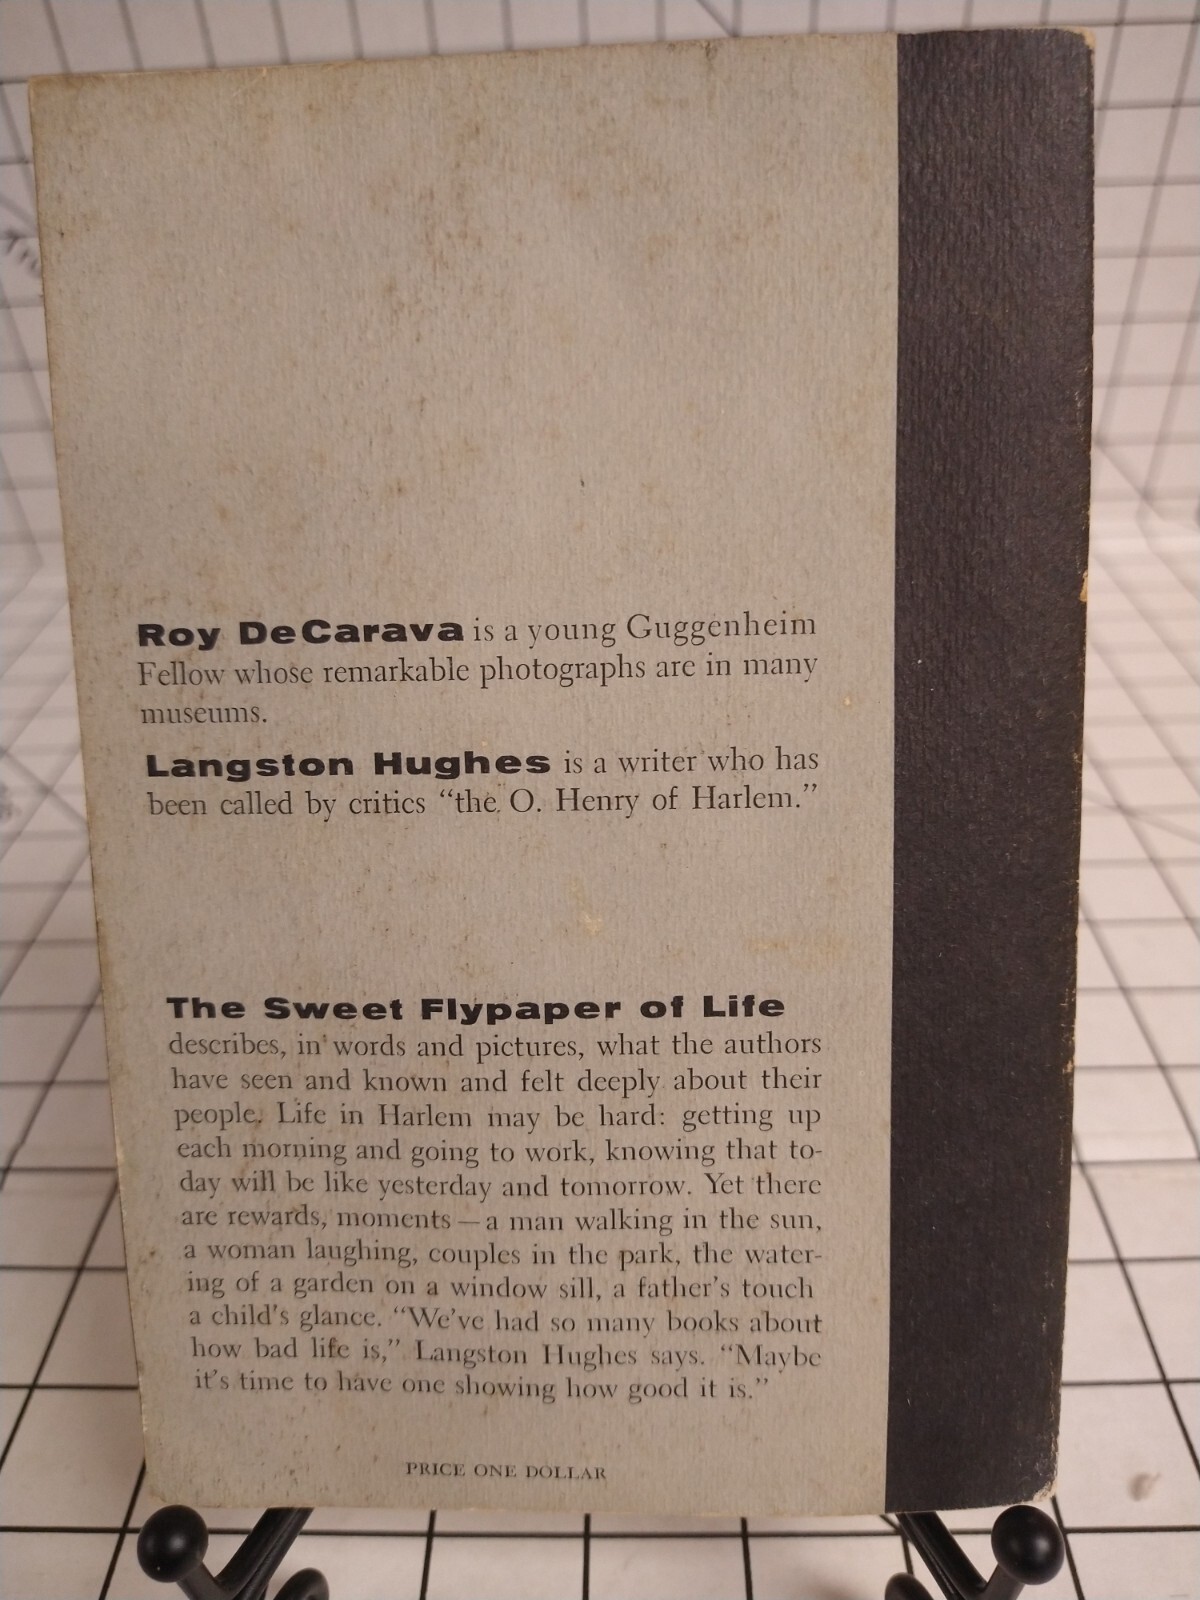 Roy DeCarava is a young Guggenheim
Fellow whose remarkable photographs are in many
museums.
Langston Hughes is a writer who has
been called by critics “the O. Henry of Harlem.”
The Sweet Flypaper of Life
describes, in words and pictures, what the authors
have seen and known and felt deeply about their
people. Life in Harlem may be hard: getting up
each morning and going to work, knowing that to-
day will be like yesterday and tomorrow. Yet there
are rewards, moments — a man walking in the sun,
a woman laughing, couples in the park, the water-
ing of a garden on a window sill, a father’s touch
a child’s glance. “We’ve had so many books about
how bad life is,” Langston Hughes says. “Maybe
it’s time to have one showing how good it is.”
PRICE ONE DOLLAR